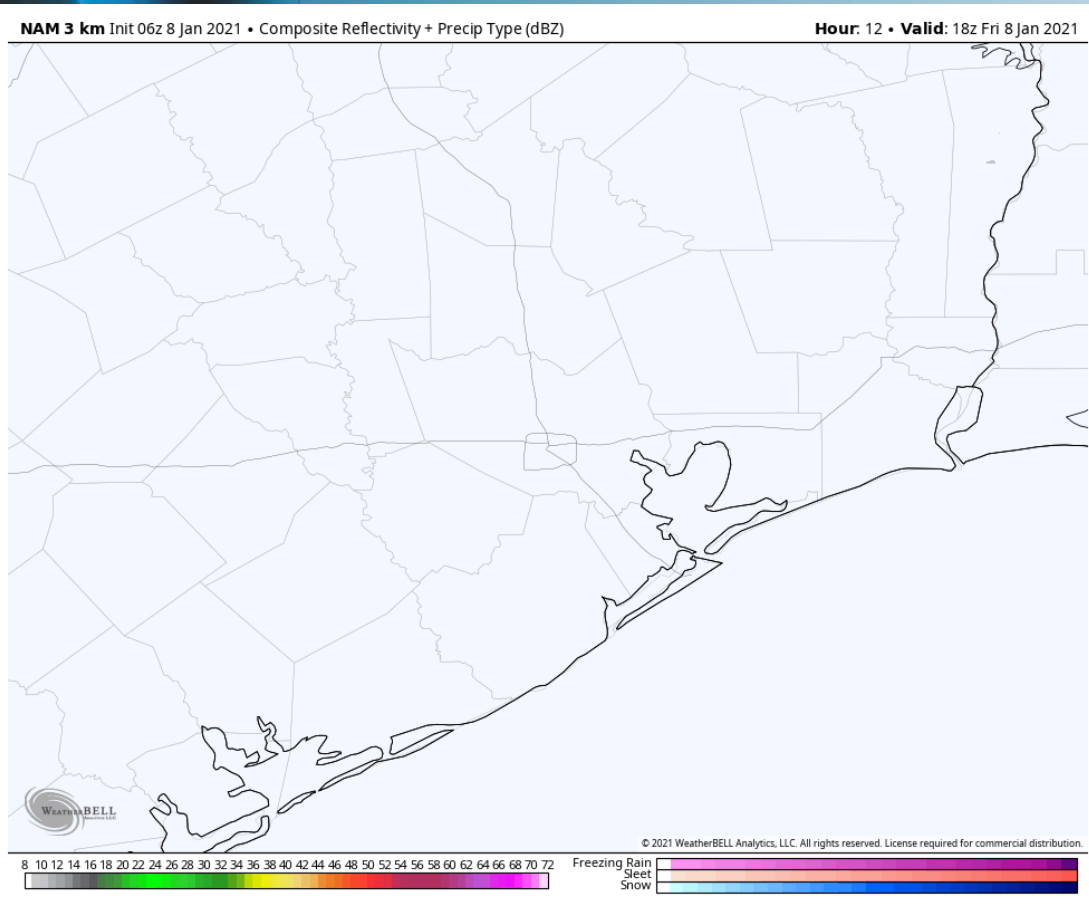 NAM 3 km Init 06z 8 Jan 2021 • Composite Reflectivity + Precip Type (dBZ)
Hour: 12 • Valid: 18z Fri 8 Jan 2021
WEATHERBELL
© 2021 WeatherBELL Analytics, LLC. All rights reserved. License required for commercial distribution.
8 10 12 14 16 18 20 22 24 26 28 30 32 34 36 38 40 42 44 46 48 50 52 54 56 58 60 62 64 66 68 70 72
Freezing Rain
Sleet
Snow